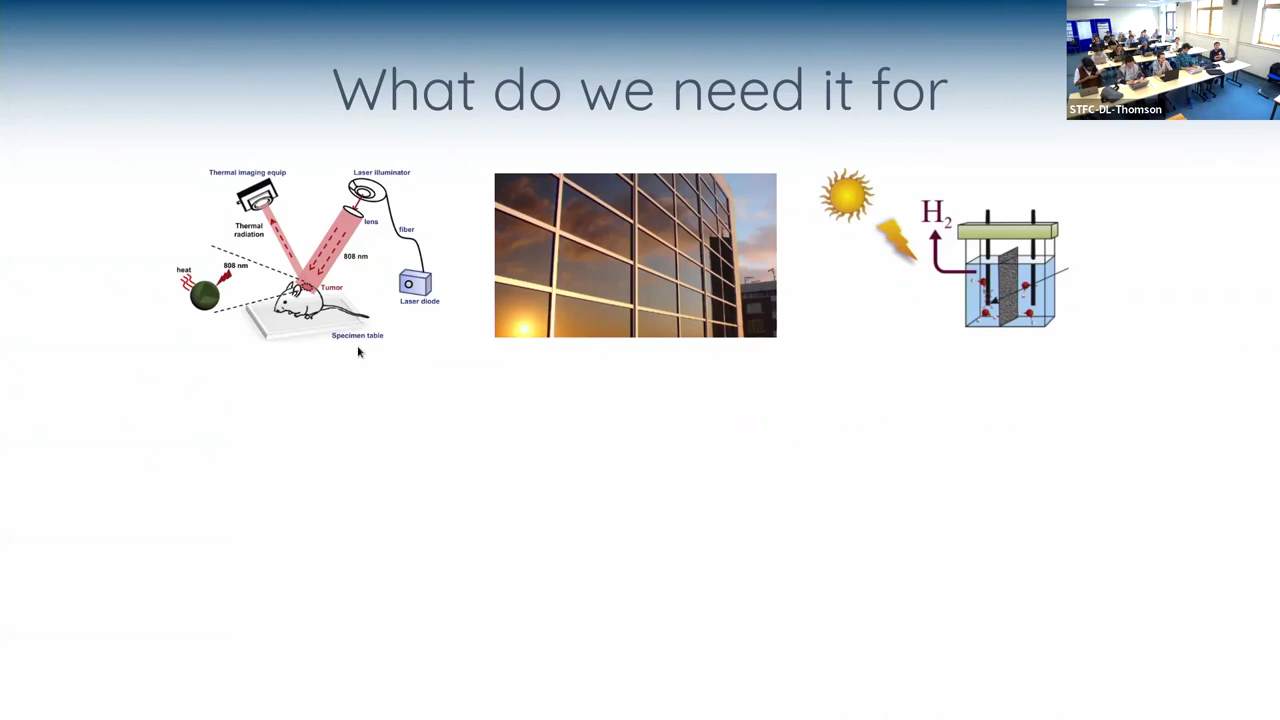 What do we need it for
STFC-DL-Thomson
Thermal imaging equip
Laser illuminator
lens
Thermal
radiation
fiber
808 nm
heat
808 nm
Tumor
Laser diode
Specimen table
H2